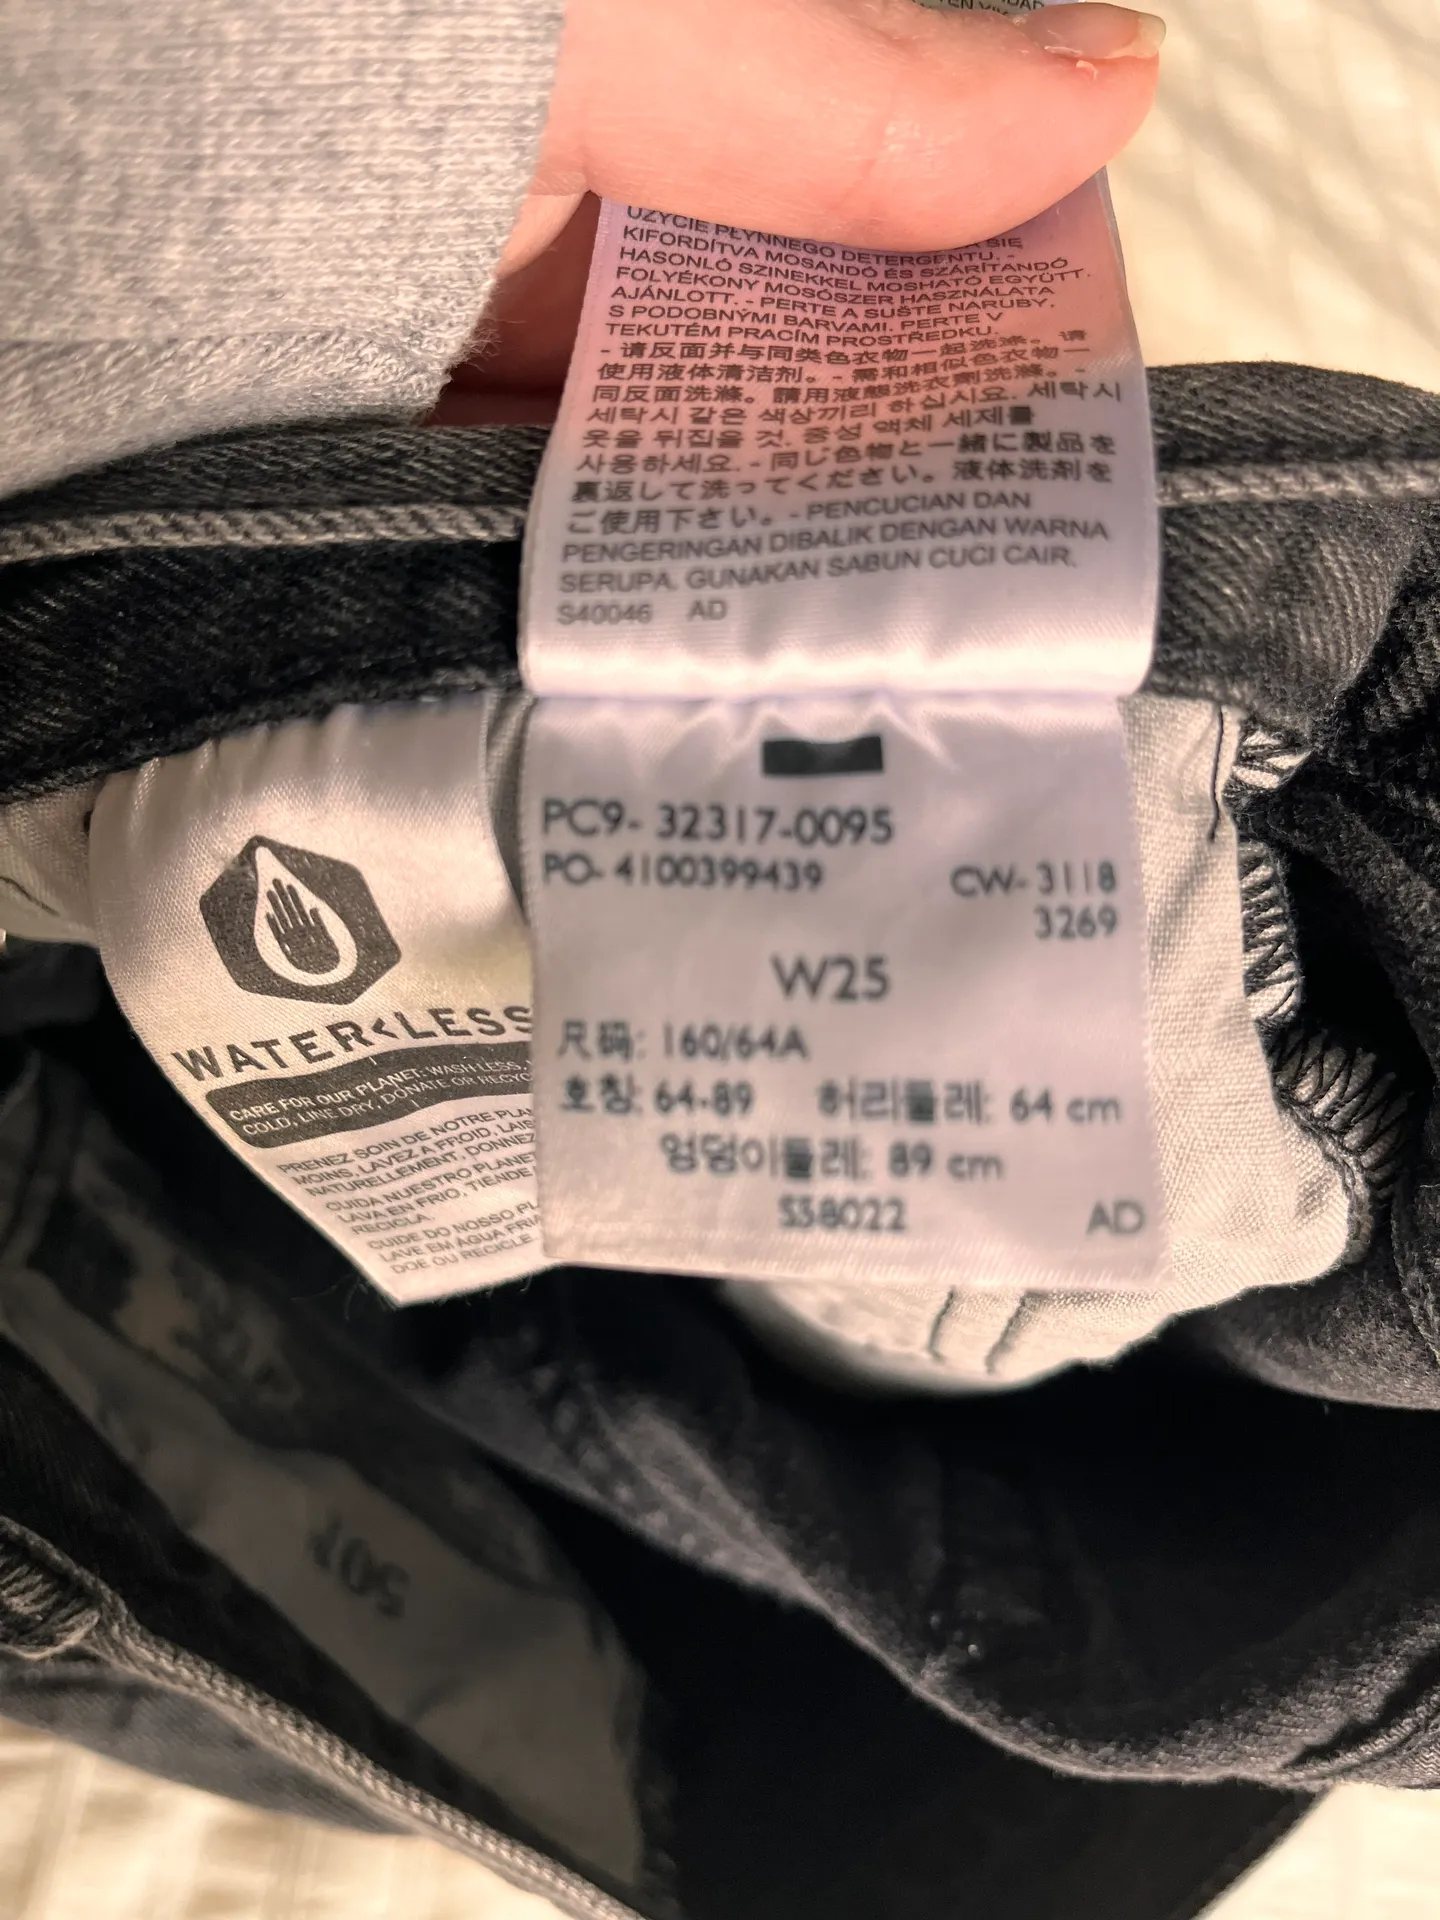 UŻYCIE PŁYNNEGO DETERGENTU. -
KIFORDÍTVA MOSANDÓ ÉS SZÁRÍTANDÓ
HASONLÓ SZINEKKEL MOSHATÓ EGYÜTT.
FOLYÉKONY MOSÓSZER HASZNÁLATA
AJÁNLOTT. - PERTE A SUŠTE NARUBY.
S PODOBNÝMI BARVAMI. PERTE V
TEKUTÉM PRACÍM PROSTŘEDKU.
- 请反面并与同类色衣物一起洗涤。请
使用液体清洁剂。- 需和相似色衣物一
同反面洗滌。請用液態洗衣劑洗滌。-
세탁시 같은 색상끼리 하십시오. 세탁시
옷을 뒤집을 것. 중성 액체 세제를
사용하세요. - 同じ色物と一緒に製品を
裏返して洗ってください。液体洗剤を
ご使用下さい。- PENCUCIAN DAN
PENGERINGAN DIBALIK DENGAN WARNA
SERUPA. GUNAKAN SABUN CUCI CAIR.
S40046 AD
PC9- 32317-0095
PO- 4100399439 CW- 3118
3269
W25
尺码: 160/64A
호칭: 64-89 허리둘레: 64 cm
엉덩이둘레: 89 cm
S38022 AD
WATER<LESS
CARE FOR OUR PLANET: WASH LESS,
COLD, LINE DRY, DONATE OR RECYC
PRENEZ SOIN DE NOTRE PLAN
MOINS, LAVEZ A FROID, LAIS
NATURELLEMENT, DONNEZ
CUIDA NUESTRO PLANET
LAVA EN FRIO, TIENDE
RECICLA
CUIDE DO NOSSO PL
LAVE EM ÁGUA FRIA
DOE OU RECICLE
501